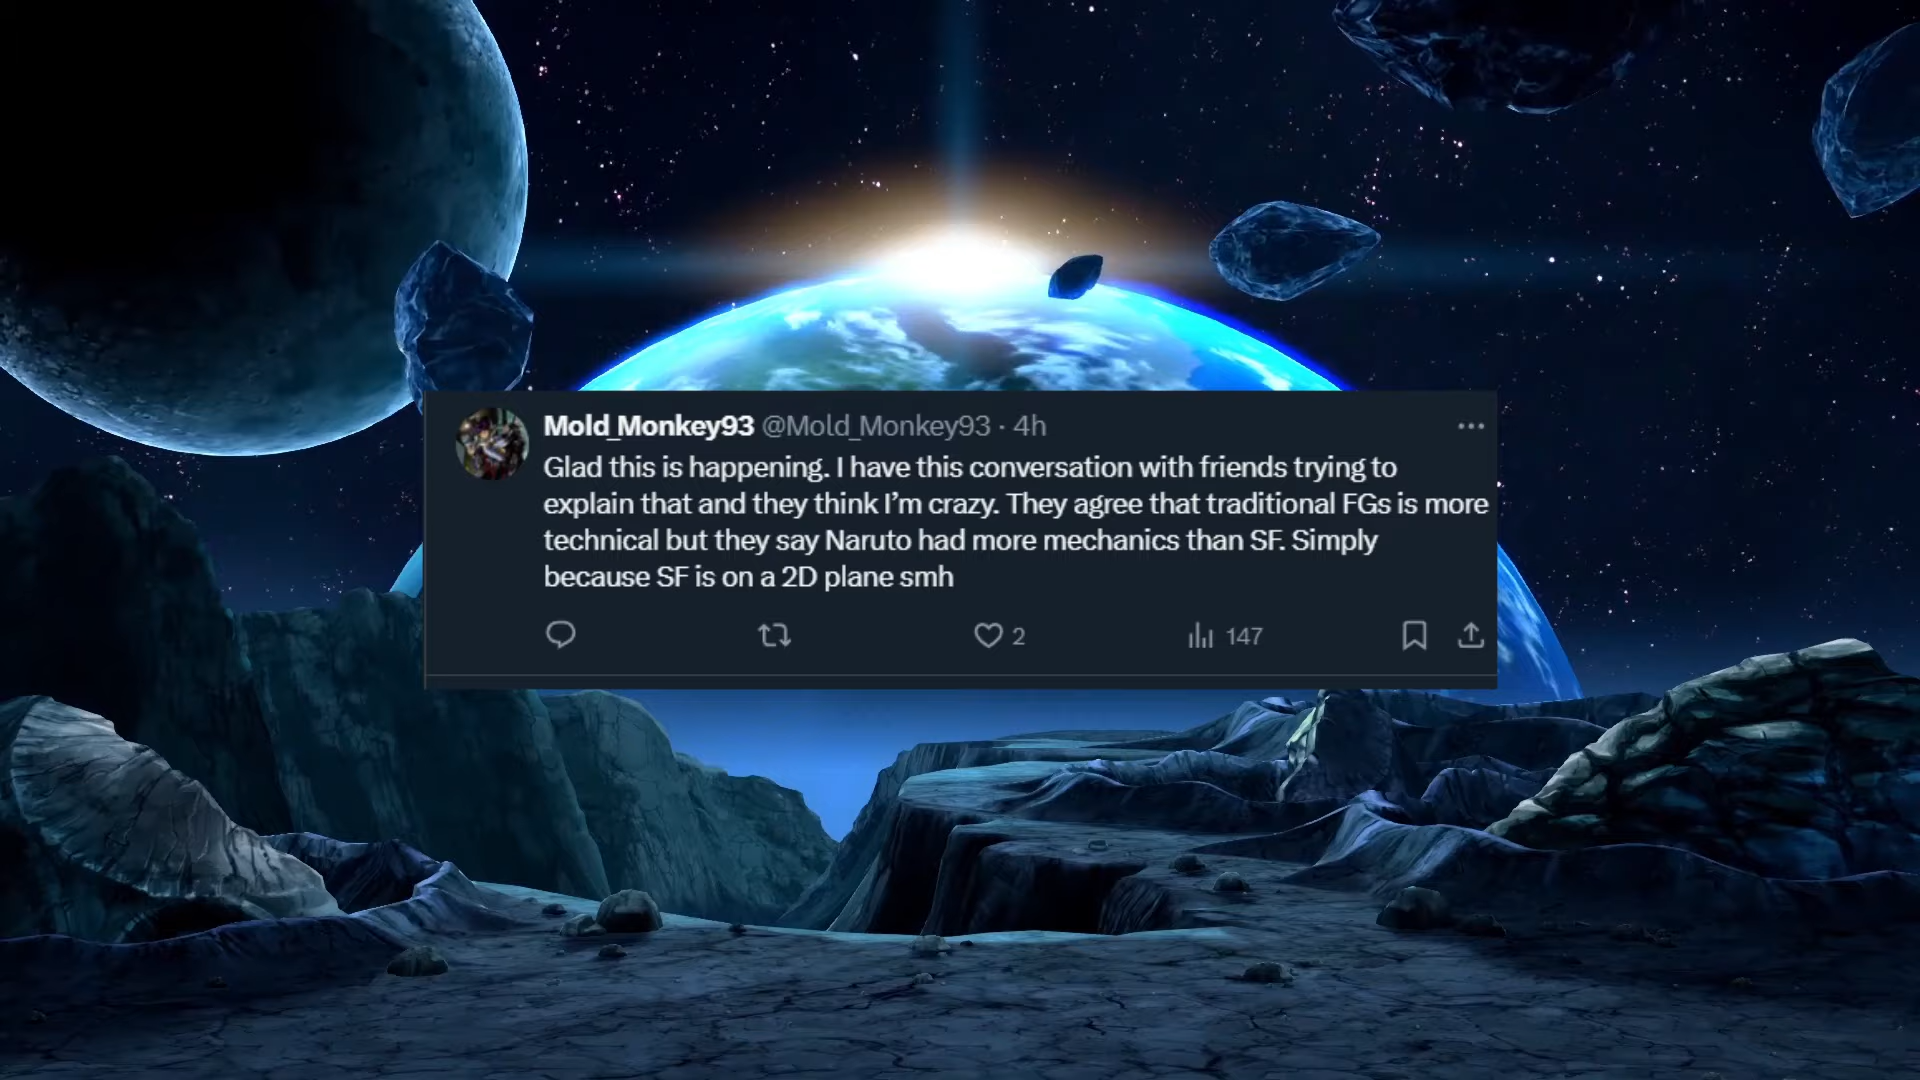 Mold_Monkey93 @Mold_Monkey93 · 4h
Glad this is happening. I have this conversation with friends trying to
explain that and they think I’m crazy. They agree that traditional FGs is more
technical but they say Naruto had more mechanics than SF. Simply
because SF is on a 2D plane smh
2 147